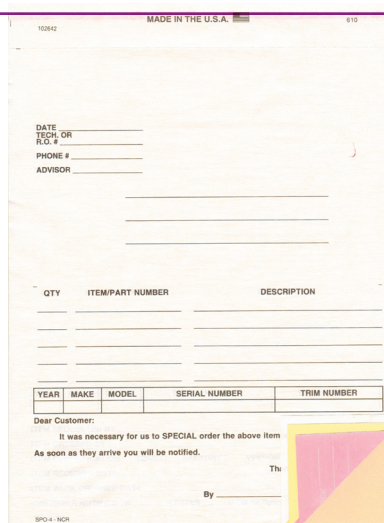 MADE IN THE U.S.A. 610
102642
DATE
TECH. OR
R.O. #
PHONE #
ADVISOR
QTY ITEM/PART NUMBER DESCRIPTION
YEAR MAKE MODEL SERIAL NUMBER TRIM NUMBER
Dear Customer:
It was necessary for us to SPECIAL order the above item
As soon as they arrive you will be notified.
By
SPO-4 - NCR